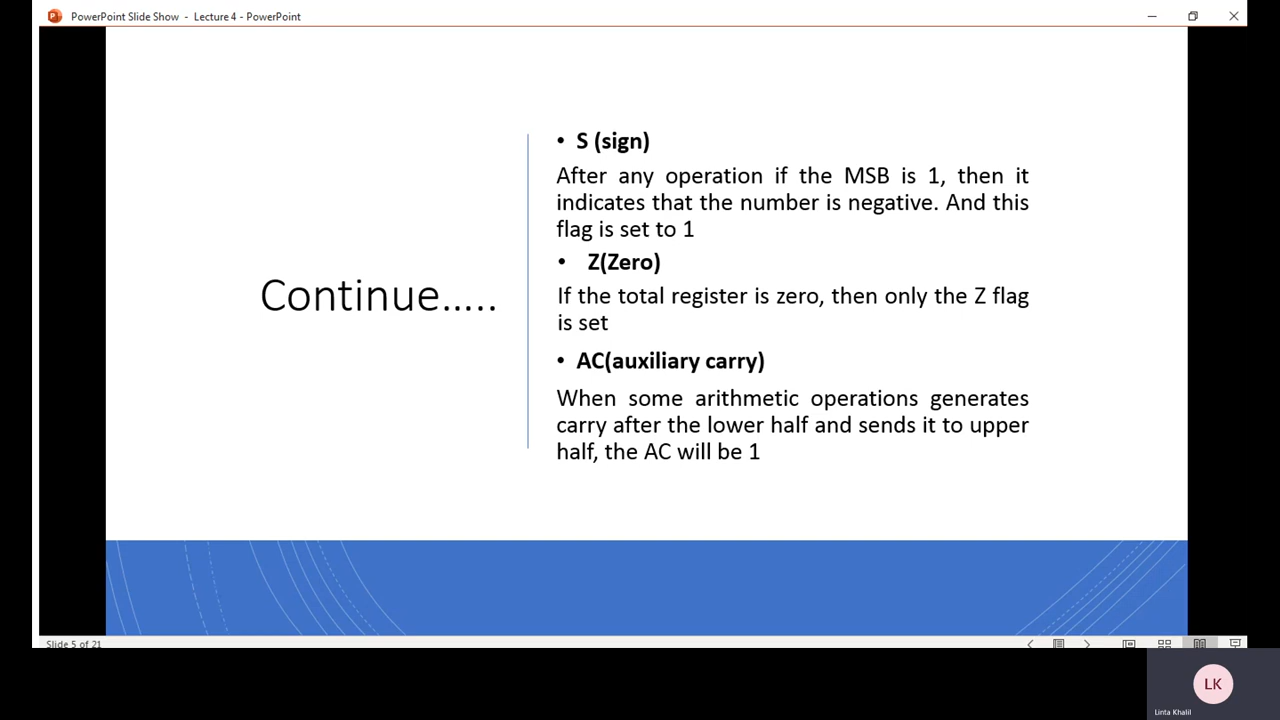 PowerPoint Slide Show - Lecture 4 - PowerPoint
• S (sign)
After any operation if the MSB is 1, then it
indicates that the number is negative. And this
flag is set to 1
• Z(Zero)
If the total register is zero, then only the Z flag
is set
Continue.....
• AC(auxiliary carry)
When some arithmetic operations generates
carry after the lower half and sends it to upper
half, the AC will be 1
Slide 5 of 21
LK
Linta Khalil